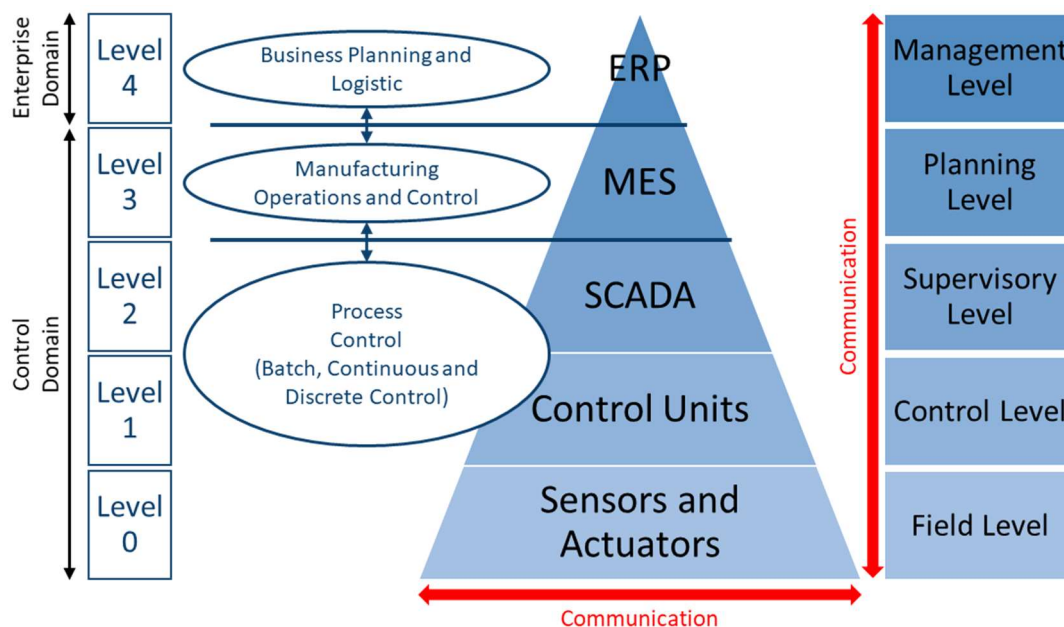 Enterprise
Domain
Control
Domain
Level
4
Level
3
Level
2
Level
1
Level
0
Business Planning and
Logistic
Manufacturing
Operations and Control
Process
Control
(Batch, Continuous and
Discrete Control)
ERP
MES
SCADA
Control Units
Sensors and
Actuators
Communication
Communication
Management
Level
Planning
Level
Supervisory
Level
Control Level
Field Level